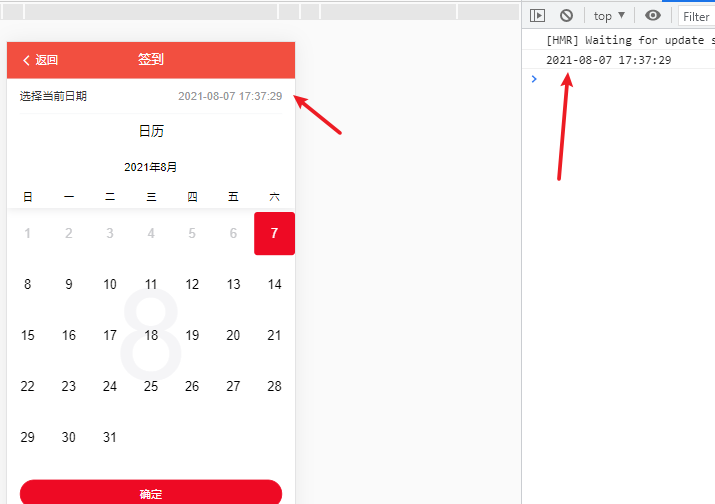 返回 签到
选择当前日期 2021-08-07 17:37:29
日历
2021年8月
日 一 二 三 四 五 六
1 2 3 4 5 6 7
8 9 10 11 12 13 14
15 16 17 18 19 20 21
8
22 23 24 25 26 27 28
29 30 31
确定
top ▼ Filter
[HMR] Waiting for update s
2021-08-07 17:37:29